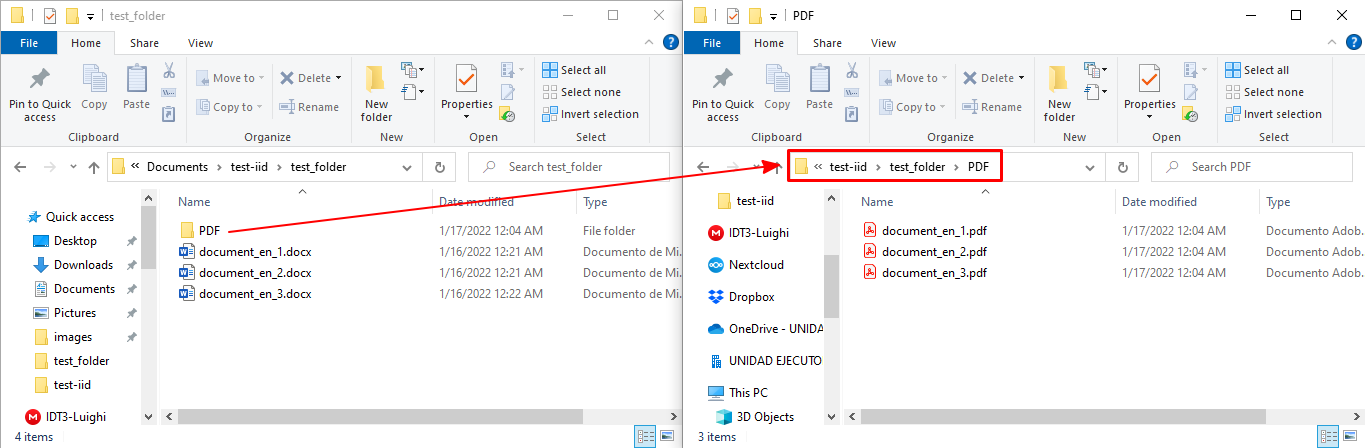 test_folder
File Home Share View
Pin to Quick access
Copy
Paste
Clipboard
Move to
Copy to
Delete
Rename
Organize
New folder
New
Properties
Open
Select all
Select none
Invert selection
Select
« Documents > test-iid > test_folder
Search test_folder
Name Date modified Type
Quick access
Desktop
Downloads
Documents
Pictures
images
test_folder
test-iid
IDT3-Luighi
PDF 1/17/2022 12:04 AM File folder
document_en_1.docx 1/16/2022 12:21 AM Documento de Mi...
document_en_2.docx 1/16/2022 12:21 AM Documento de Mi...
document_en_3.docx 1/16/2022 12:22 AM Documento de Mi...
4 items
PDF
File Home Share View
Pin to Quick access
Copy
Paste
Clipboard
Move to
Copy to
Delete
Rename
Organize
New folder
New
Properties
Open
Select all
Select none
Invert selection
Select
« test-iid > test_folder > PDF
Search PDF
Name Date modified Type
test-iid
IDT3-Luighi
Nextcloud
Dropbox
OneDrive - UNIDA
UNIDAD EJECUTO
This PC
3D Objects
document_en_1.pdf 1/17/2022 12:04 AM Documento Adob...
document_en_2.pdf 1/17/2022 12:04 AM Documento Adob...
document_en_3.pdf 1/17/2022 12:04 AM Documento Adob...
3 items